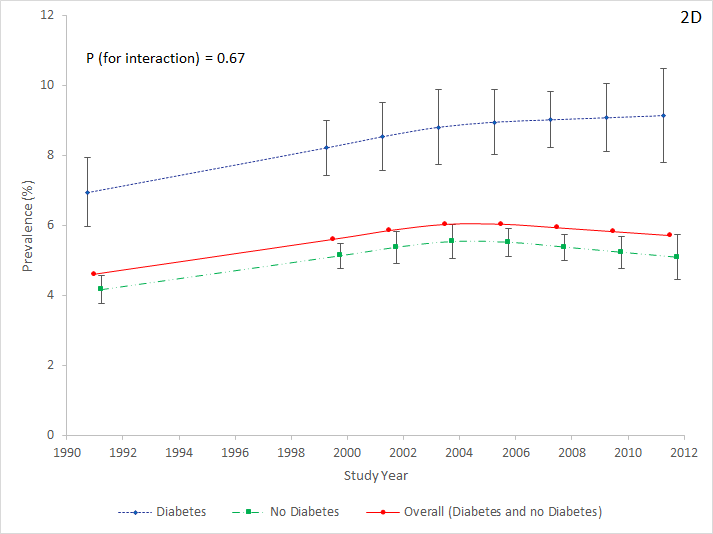 2D
P (for interaction) = 0.67
12
10
8
6
4
2
0
Prevalence (%)
1990 1992 1994 1996 1998 2000 2002 2004 2006 2008 2010 2012
Study Year
Diabetes No Diabetes Overall (Diabetes and no Diabetes)